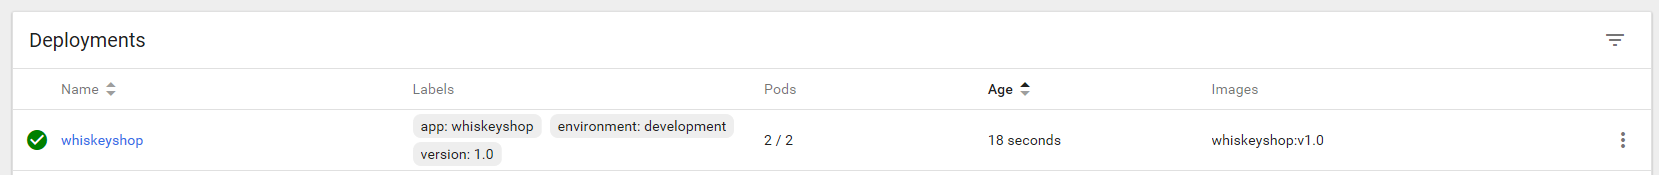 Deployments
Name Labels Pods Age Images
app: whiskeyshop environment: development
whiskeyshop 2 / 2 18 seconds whiskeyshop:v1.0
version: 1.0